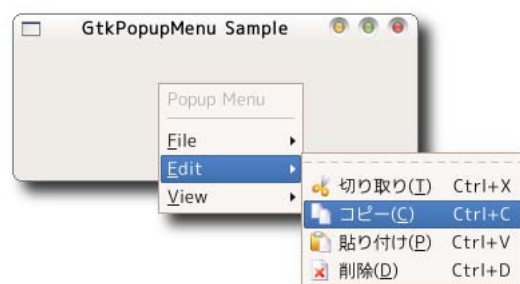 GtkPopupMenu Sample
Popup Menu
File
Edit
View
切り取り(T) Ctrl+X
コピー(C) Ctrl+C
貼り付け(P) Ctrl+V
削除(D) Ctrl+D